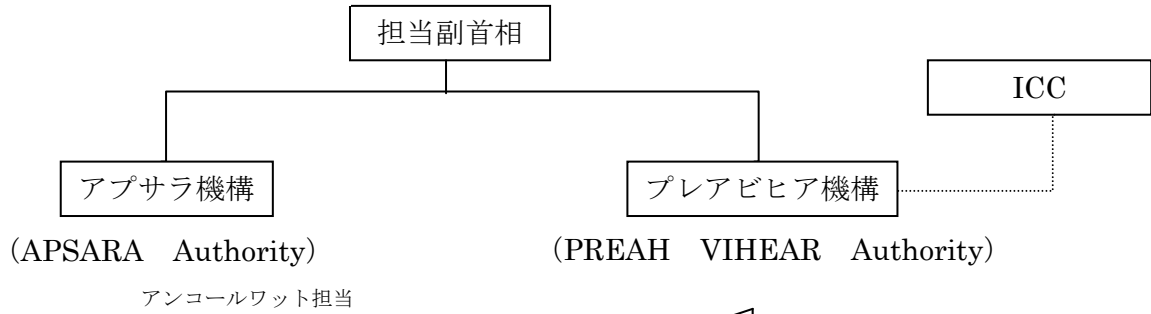 担当副首相
ICC
アプサラ機構
プレアビヒア機構
(APSARA Authority)
(PREAH VIHEAR Authority)
アンコールワット担当